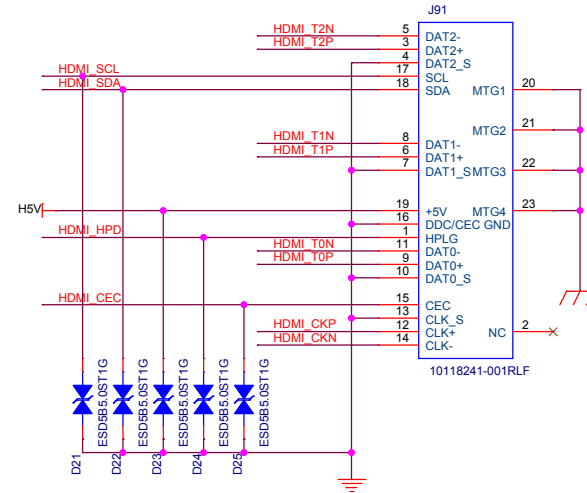 J91
HDMI_T2N 5 DAT2-
HDMI_T2P 3 DAT2+
4 DAT2_S
HDMI_SCL 17 SCL
HDMI_SDA 18 SDA MTG1 20
MTG2 21
HDMI_T1N 8 DAT1-
HDMI_T1P 6 DAT1+
7 DAT1_S MTG3 22
H5V 19 +5V MTG4 23
16 DDC/CEC GND
HDMI_HPD 1 HPLG
HDMI_T0N 11 DAT0-
HDMI_T0P 9 DAT0+
10 DAT0_S
HDMI_CEC 15 CEC
13 CLK_S
HDMI_CKP 12 CLK+ NC 2
HDMI_CKN 14 CLK-
10118241-001RLF
D21 ESD5B5.0ST1G
D22 ESD5B5.0ST1G
D23 ESD5B5.0ST1G
D24 ESD5B5.0ST1G
D25 ESD5B5.0ST1G